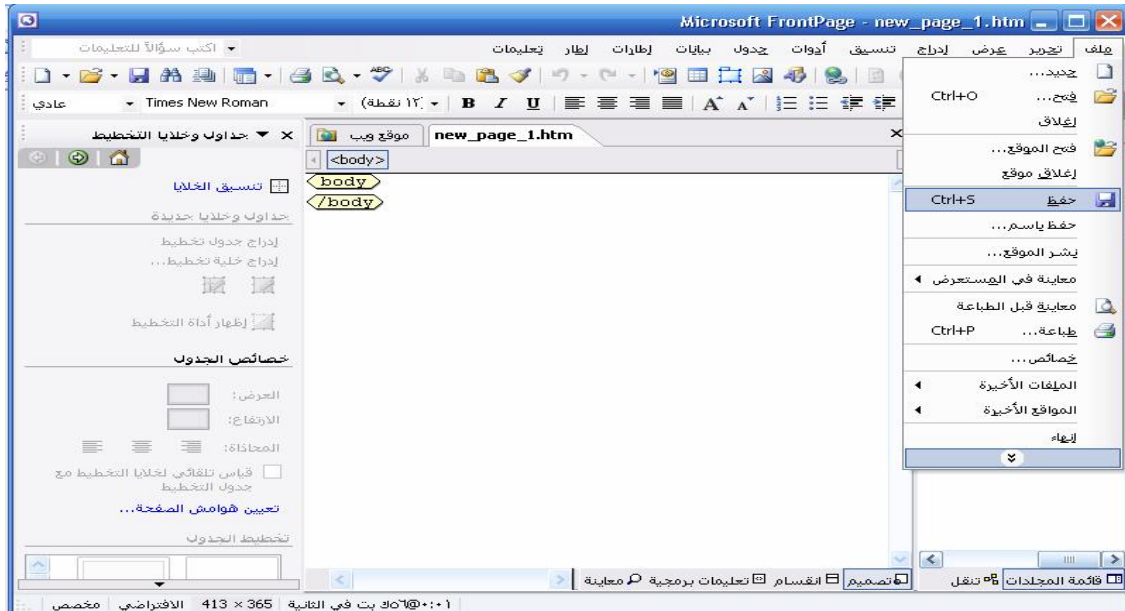 Microsoft FrontPage - new_page_1.htm
ملف تحرير عرض إدراج تنسيق أدوات جدول بيانات إطارات إطار تعليمات
اكتب سؤالاً للتعليمات
عادي Times New Roman (١٢ نقطة) B I U
جديد...
فتح... Ctrl+O
إغلاق
فتح الموقع...
إغلاق موقع
حفظ Ctrl+S
حفظ باسم...
نشر الموقع...
معاينة في المستعرض
معاينة قبل الطباعة
طباعة... Ctrl+P
خصائص...
الملفات الأخيرة
المواقع الأخيرة
إنهاء
موقع ويب new_page_1.htm
<body>
body
/body
جداول وخلايا التخطيط
تنسيق الخلايا
جداول وخلايا جديدة
إدراج جدول تخطيط
إدراج خلية تخطيط...
إظهار أداة التخطيط
خصائص الجدول
العرض:
الارتفاع:
المحاذاة:
قياس تلقائي لخلايا التخطيط مع
جدول التخطيط
تعيين هوامش الصفحة...
تخطيط الجدول
قائمة المجلدات تنقل
تصميم انقسام تعليمات برمجية معاينة
بت في الثانية 365 × 413 الافتراضي مخصص